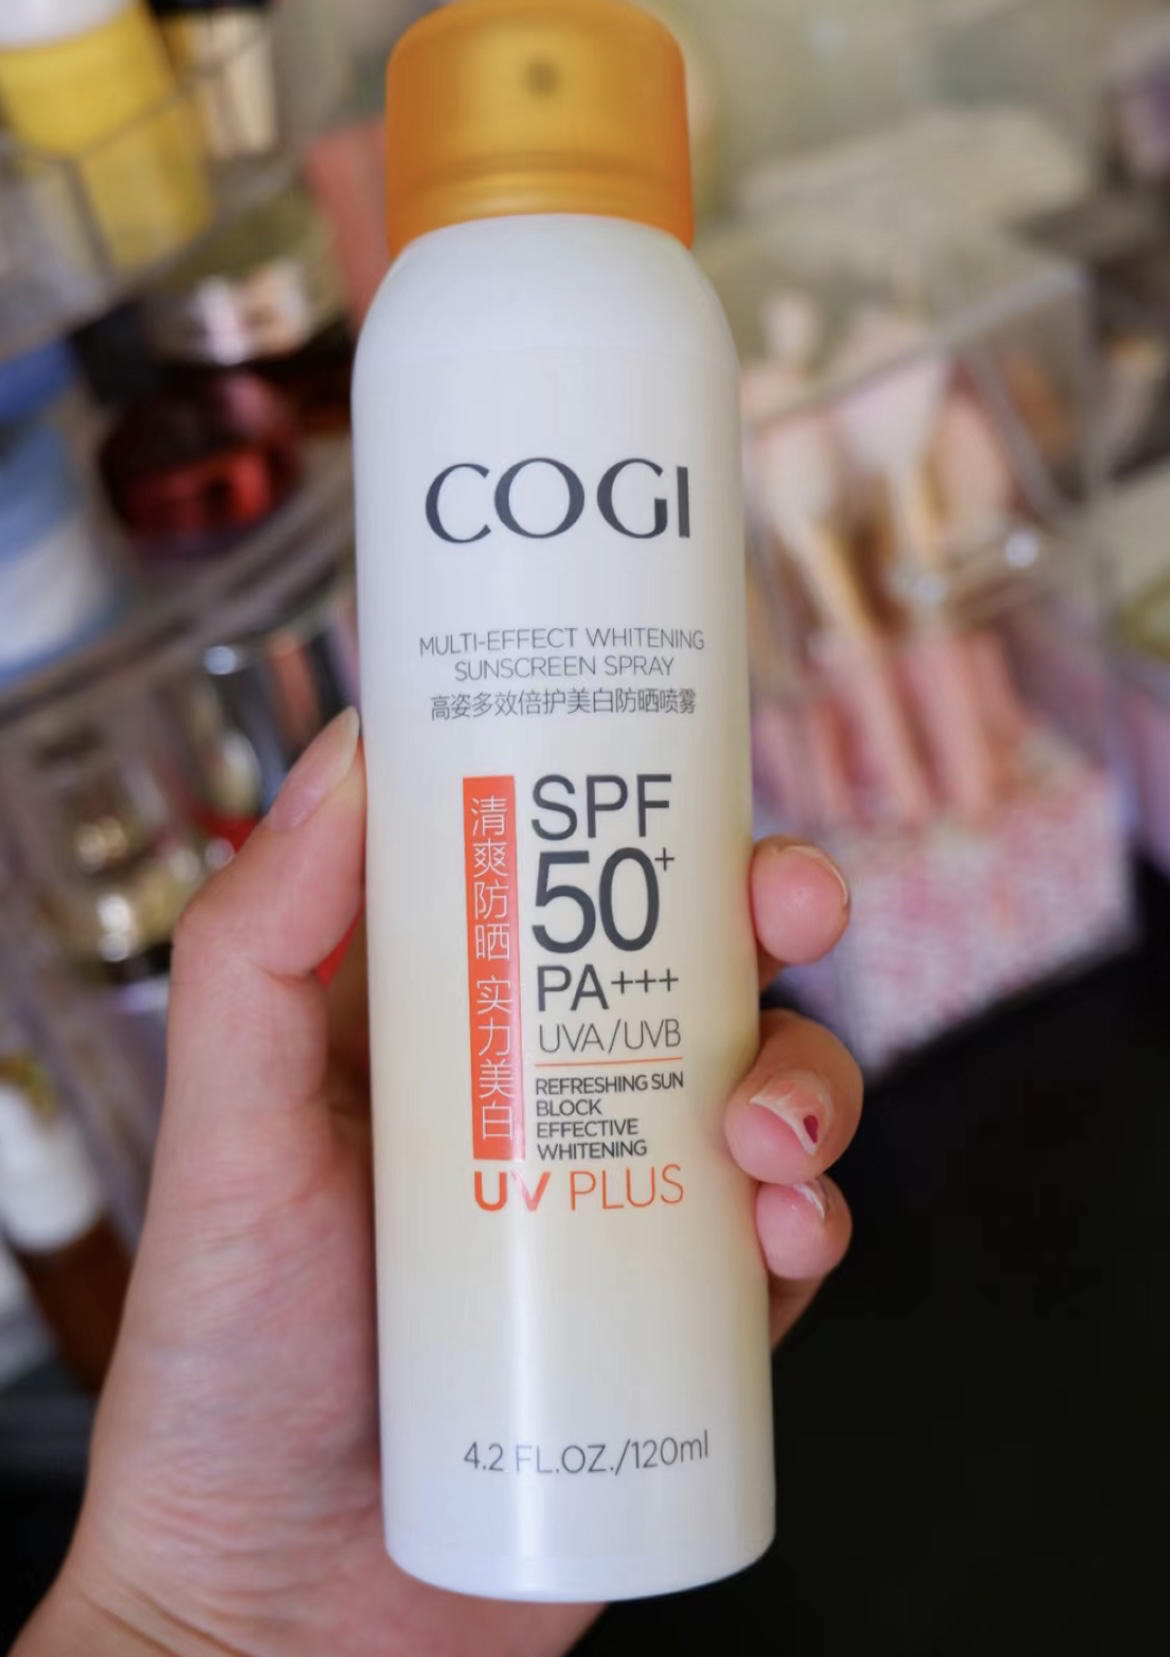 COGI
MULTI-EFFECT WHITENING
SUNSCREEN SPRAY
高姿多效倍护美白防晒喷雾
清爽防晒 实力美白
SPF
50+
PA+++
UVA/UVB
REFRESHING SUN
BLOCK
EFFECTIVE
WHITENING
UV PLUS
4.2 FL.OZ./120ml